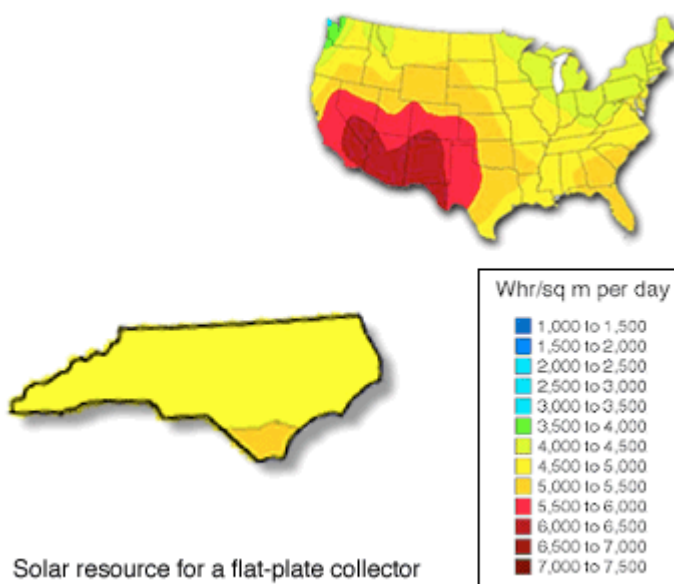 Whr/sq m per day
1,000 to 1,500
1,500 to 2,000
2,000 to 2,500
2,500 to 3,000
3,000 to 3,500
3,500 to 4,000
4,000 to 4,500
4,500 to 5,000
5,000 to 5,500
5,500 to 6,000
6,000 to 6,500
6,500 to 7,000
7,000 to 7,500
Solar resource for a flat-plate collector